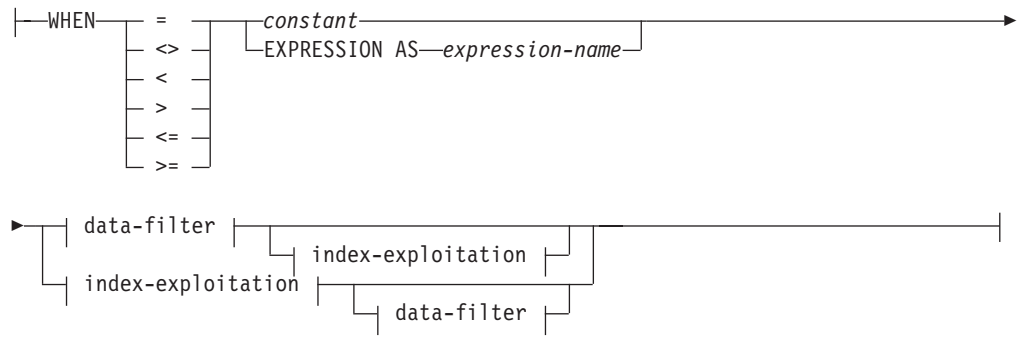 WHEN = constant
<> EXPRESSION AS expression-name
<
>
<=
>=
data-filter
index-exploitation
index-exploitation
data-filter